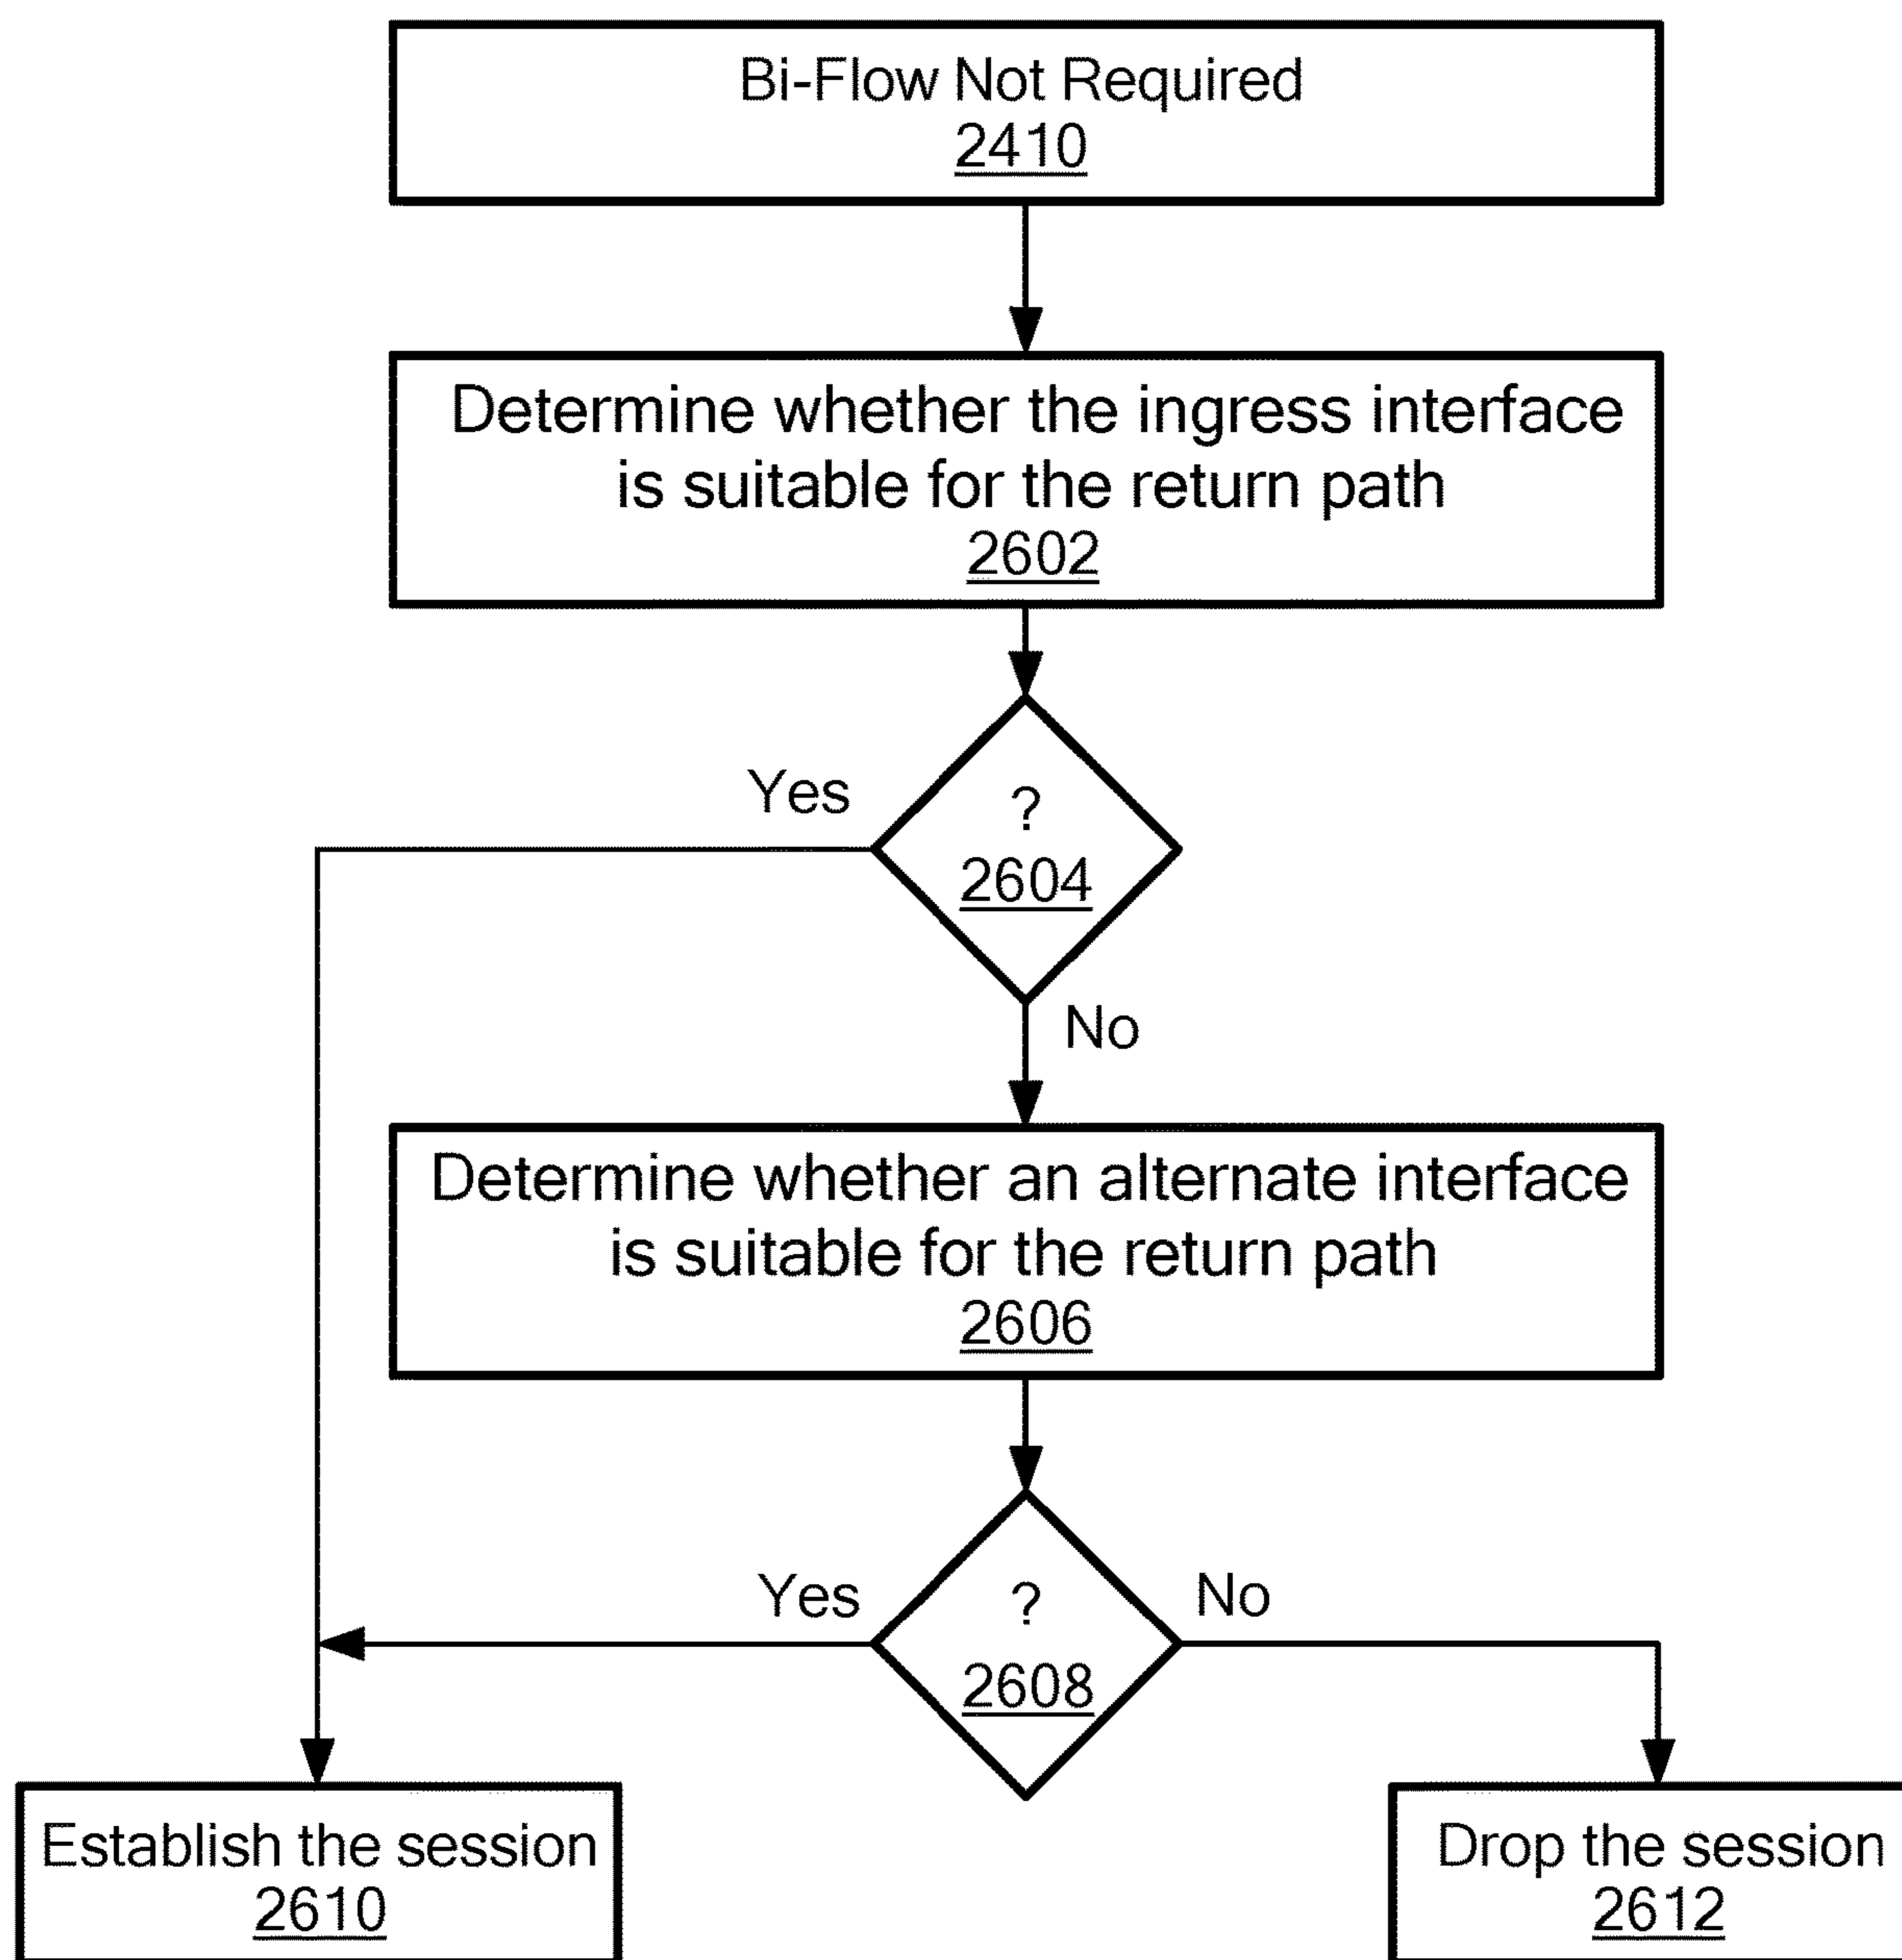 Bi-Flow Not Required
2410
Determine whether the ingress interface
is suitable for the return path
2602
Yes
?
2604
No
Determine whether an alternate interface
is suitable for the return path
2606
Yes
?
2608
No
Establish the session
2610
Drop the session
2612